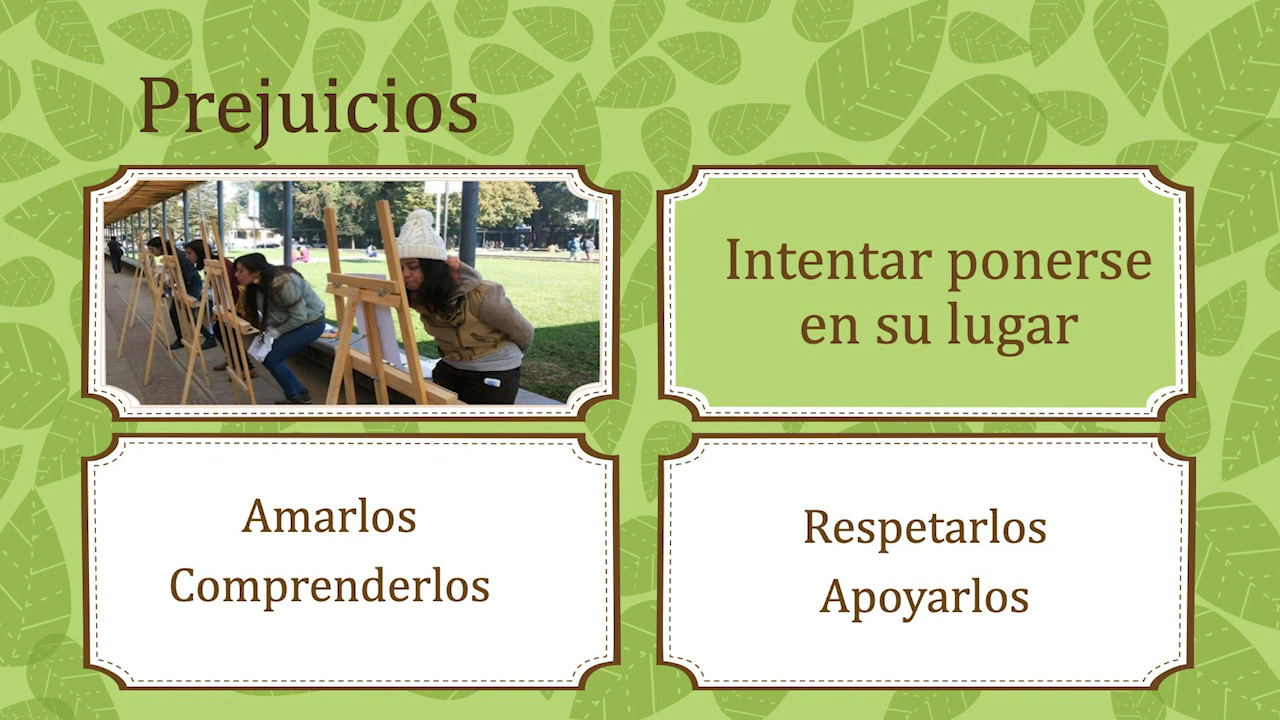 Prejuicios
Intentar ponerse
en su lugar
Amarlos
Comprenderlos
Respetarlos
Apoyarlos